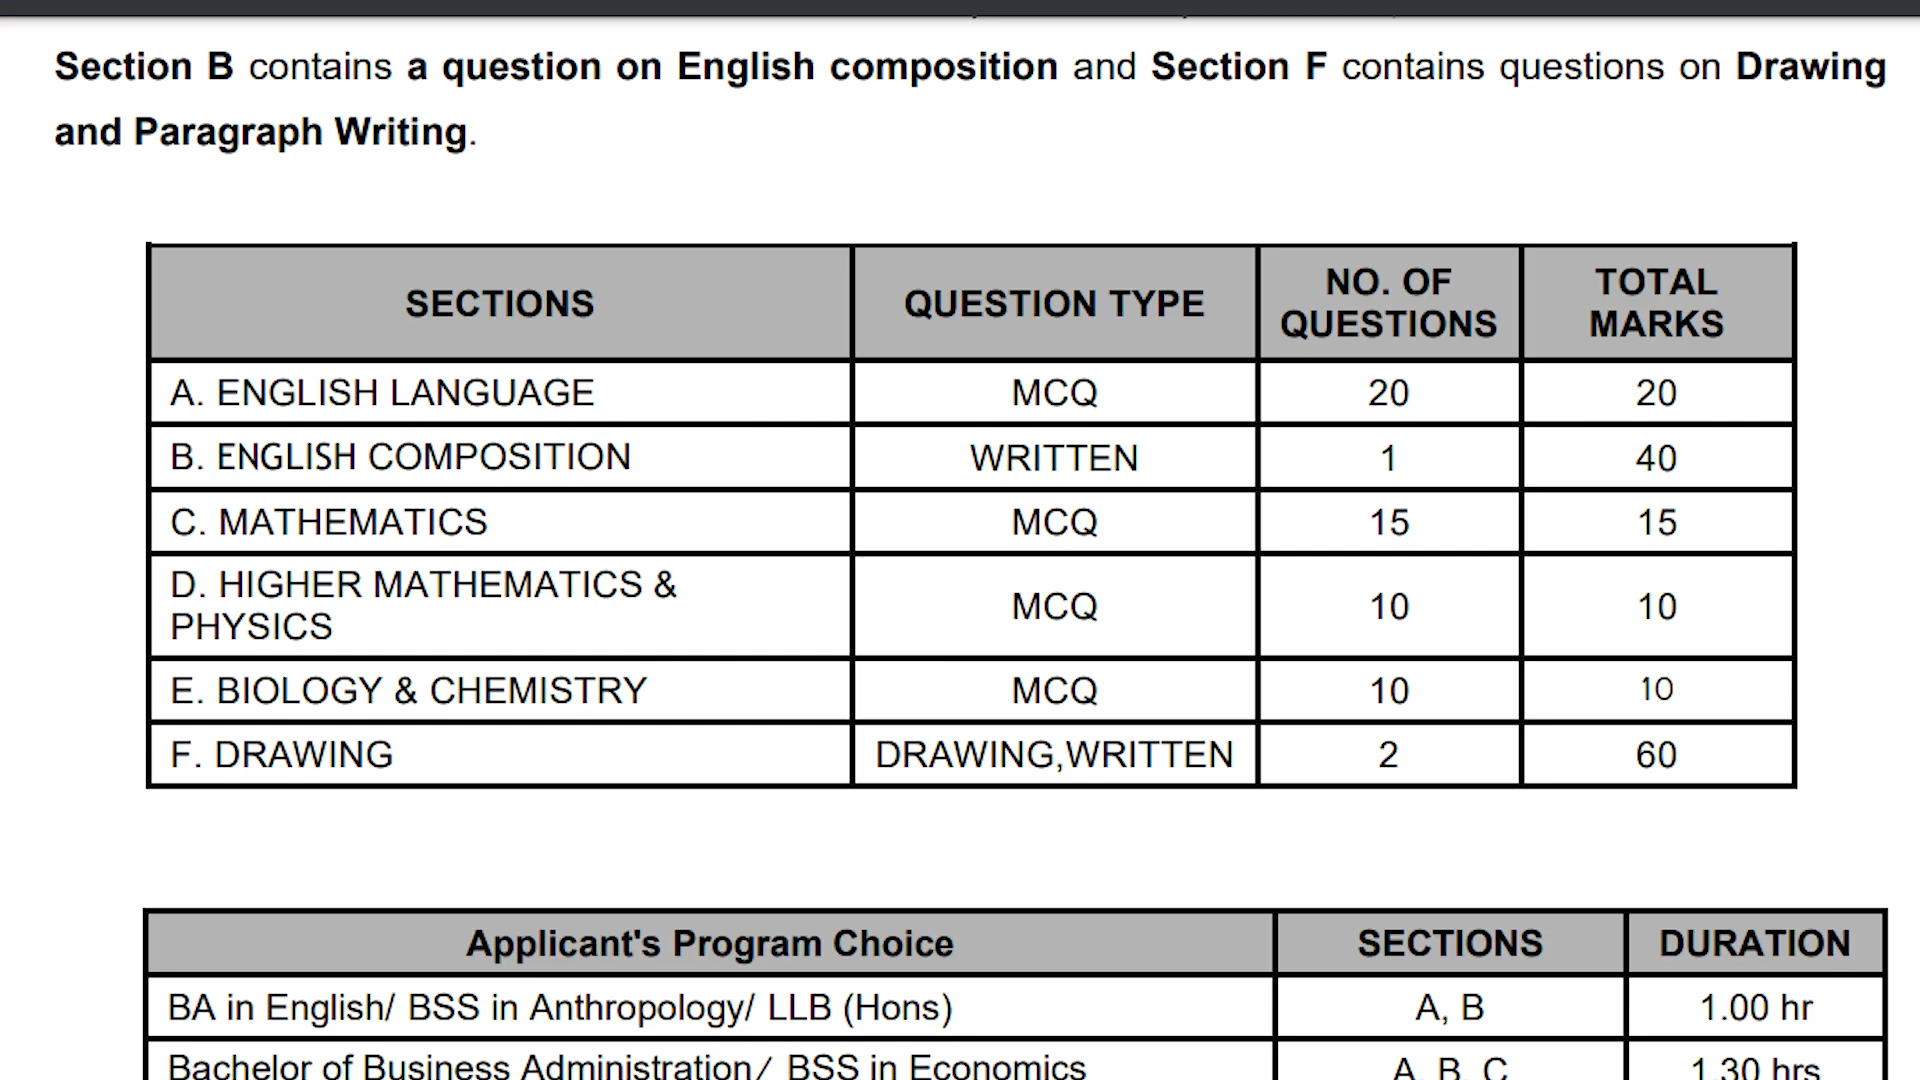 Section B contains a question on English composition and Section F contains questions on Drawing
and Paragraph Writing.
SECTIONS QUESTION TYPE NO. OF QUESTIONS TOTAL MARKS
A. ENGLISH LANGUAGE MCQ 20 20
B. ENGLISH COMPOSITION WRITTEN 1 40
C. MATHEMATICS MCQ 15 15
D. HIGHER MATHEMATICS &
PHYSICS MCQ 10 10
E. BIOLOGY & CHEMISTRY MCQ 10 10
F. DRAWING DRAWING,WRITTEN 2 60
Applicant's Program Choice SECTIONS DURATION
BA in English/ BSS in Anthropology/ LLB (Hons) A, B 1.00 hr
Bachelor of Business Administration/ BSS in Economics A, B, C 1.30 hrs